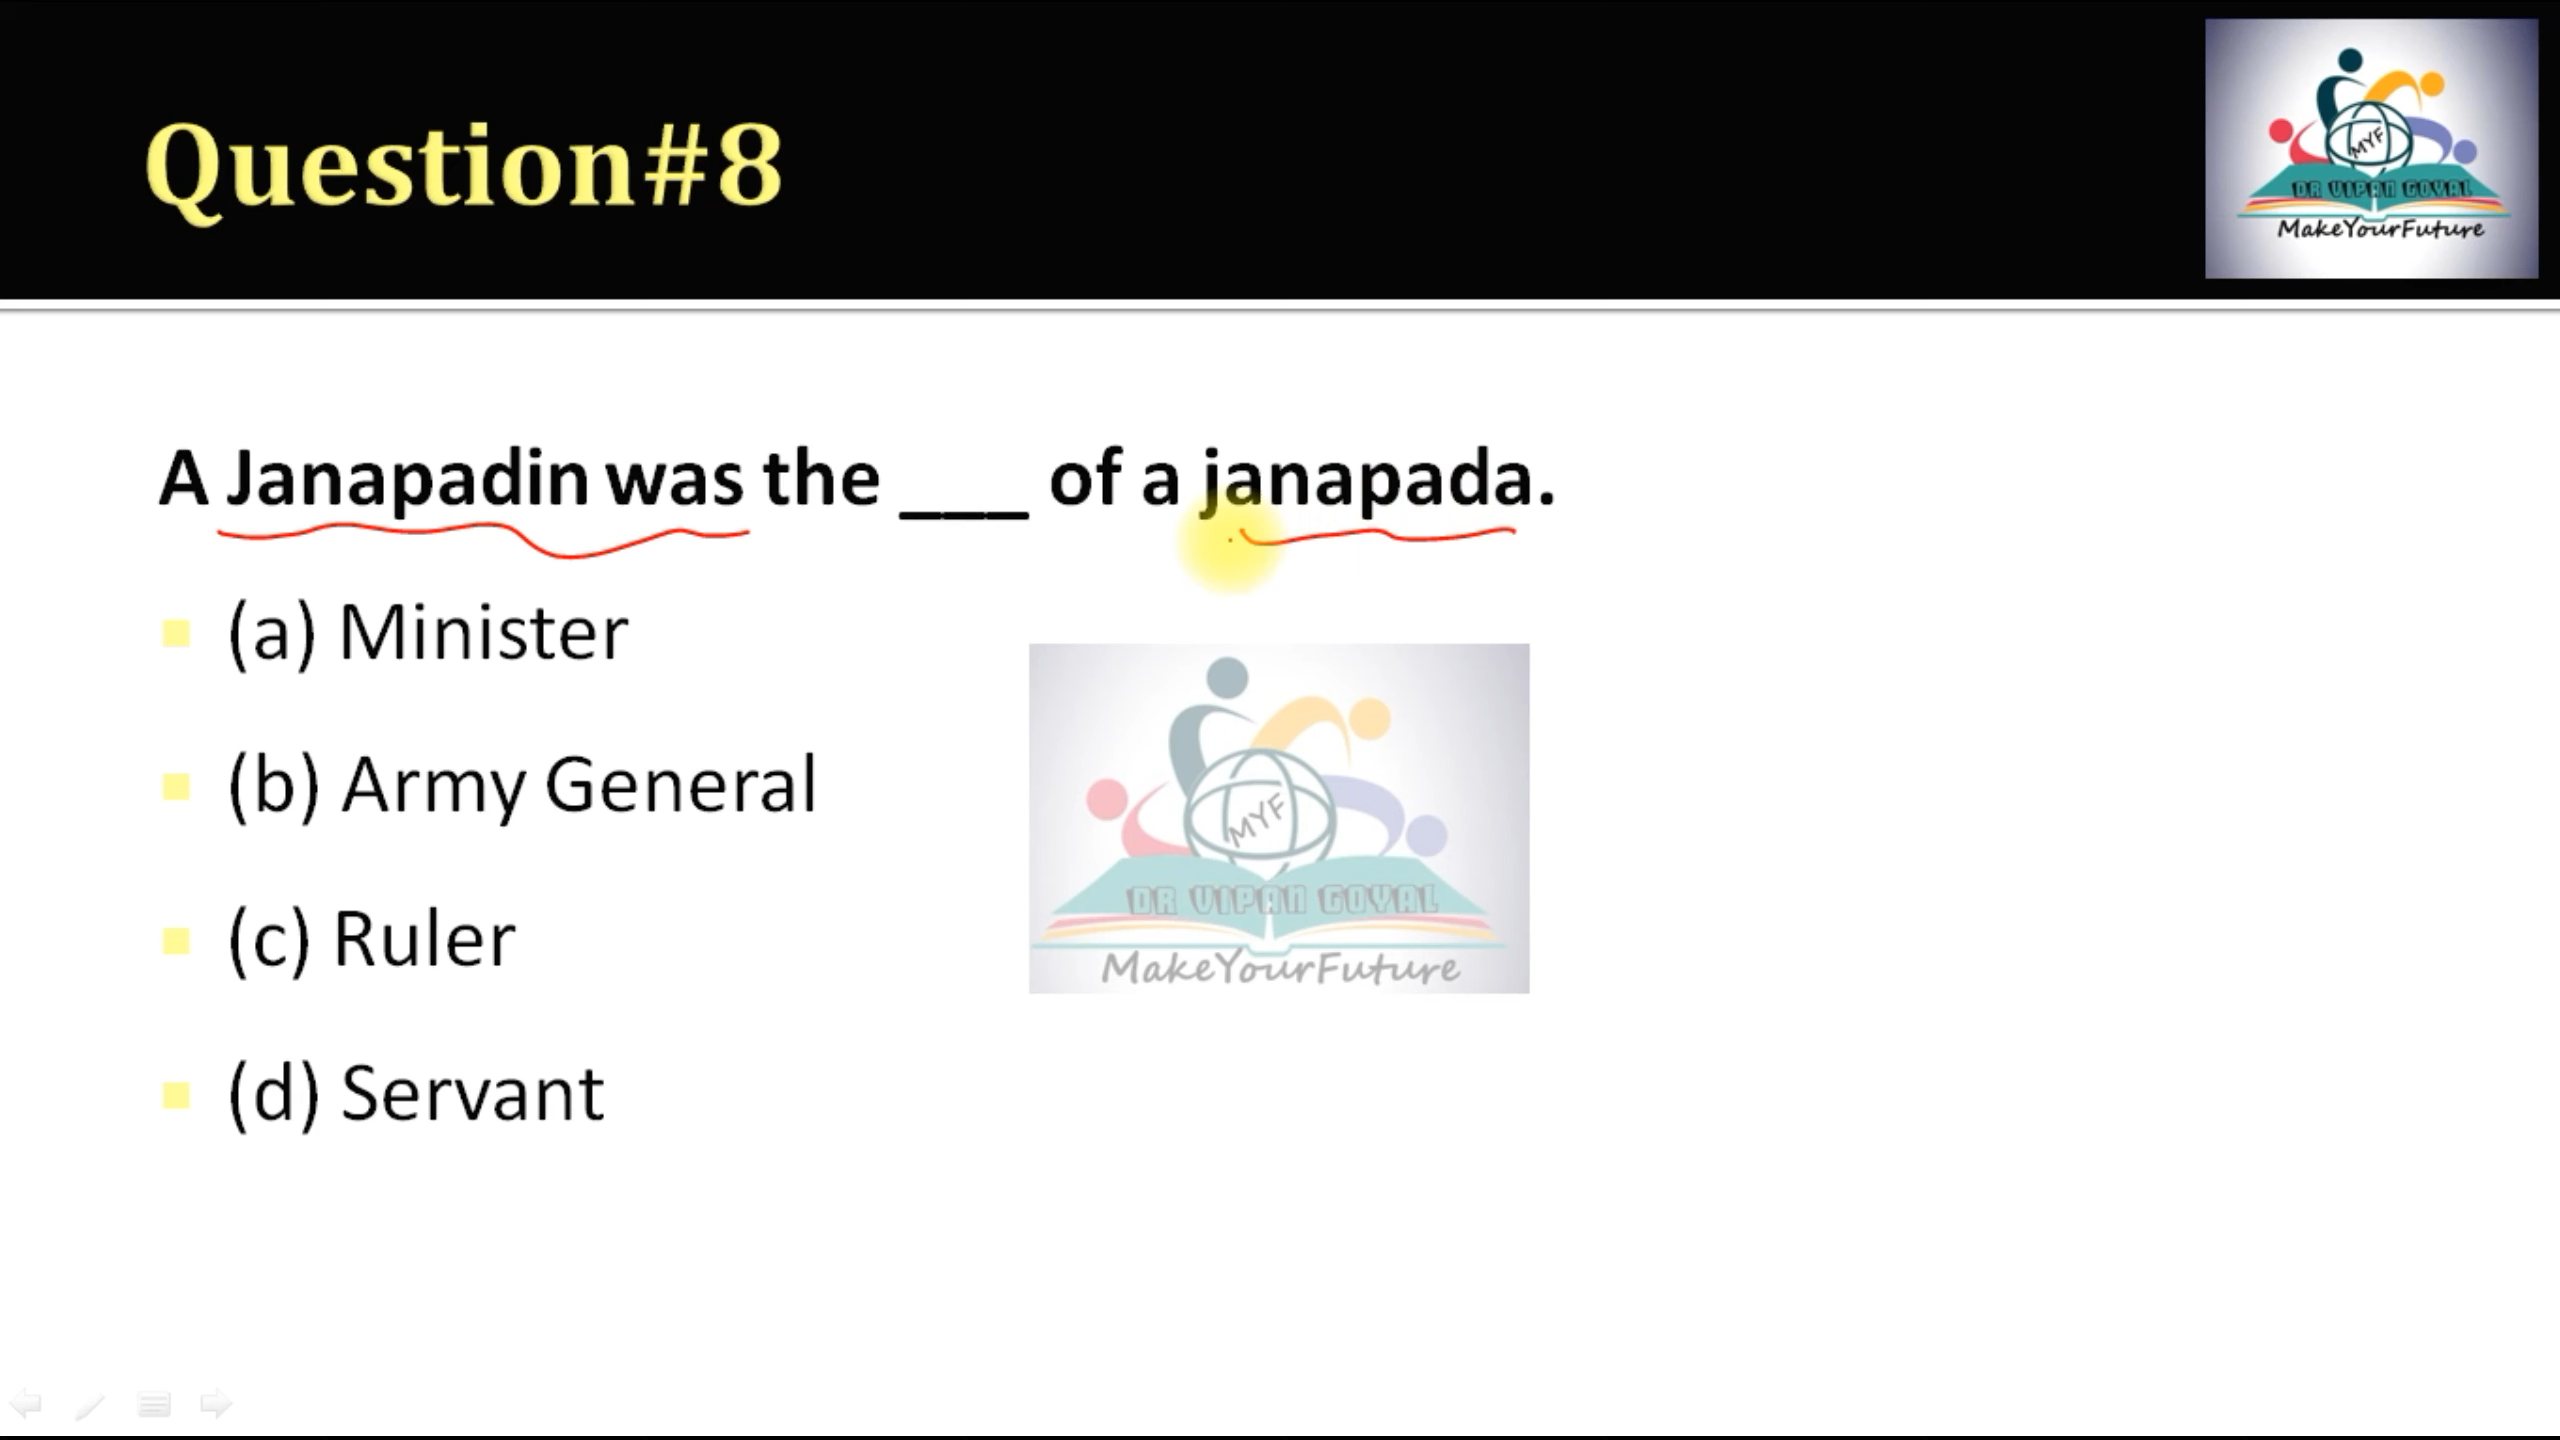 Question#8
MYF
DR VIPAN GOYAL
MakeYourFuture
A Janapadin was the ___ of a janapada.
(a) Minister
(b) Army General
(c) Ruler
(d) Servant
MYF
DR VIPAN GOYAL
MakeYourFuture